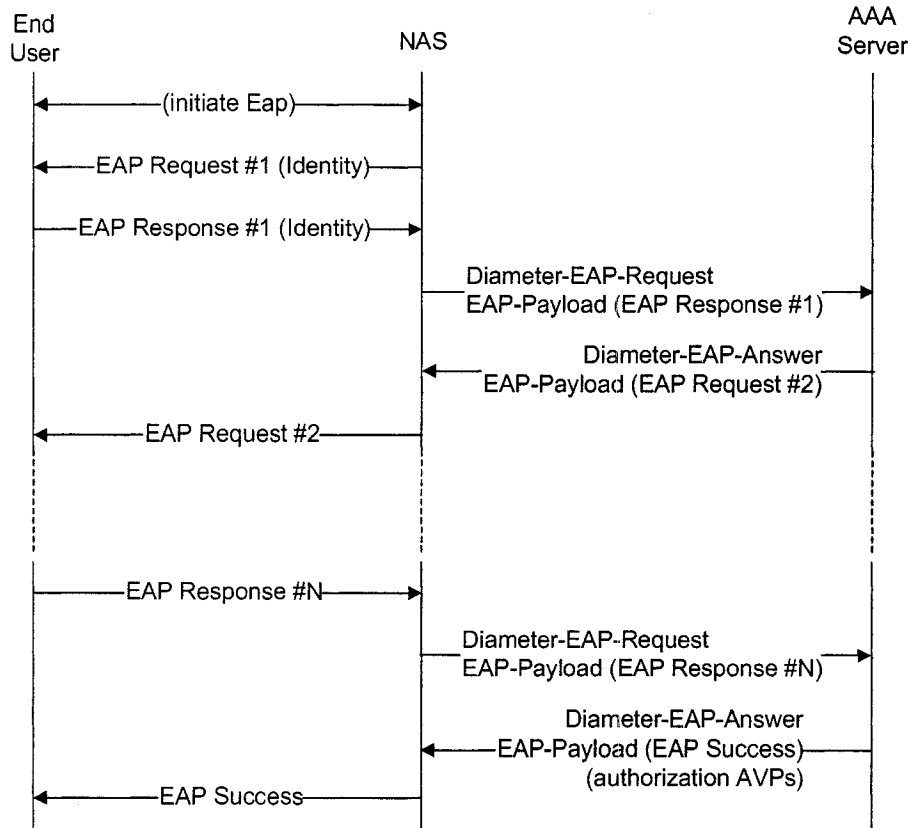 End
User
NAS
AAA
Server
(initiate Eap)
EAP Request #1 (Identity)
EAP Response #1 (Identity)
Diameter-EAP-Request
EAP-Payload (EAP Response #1)
Diameter-EAP-Answer
EAP-Payload (EAP Request #2)
EAP Request #2
EAP Response #N
Diameter-EAP-Request
EAP-Payload (EAP Response #N)
Diameter-EAP-Answer
EAP-Payload (EAP Success)
(authorization AVPs)
EAP Success